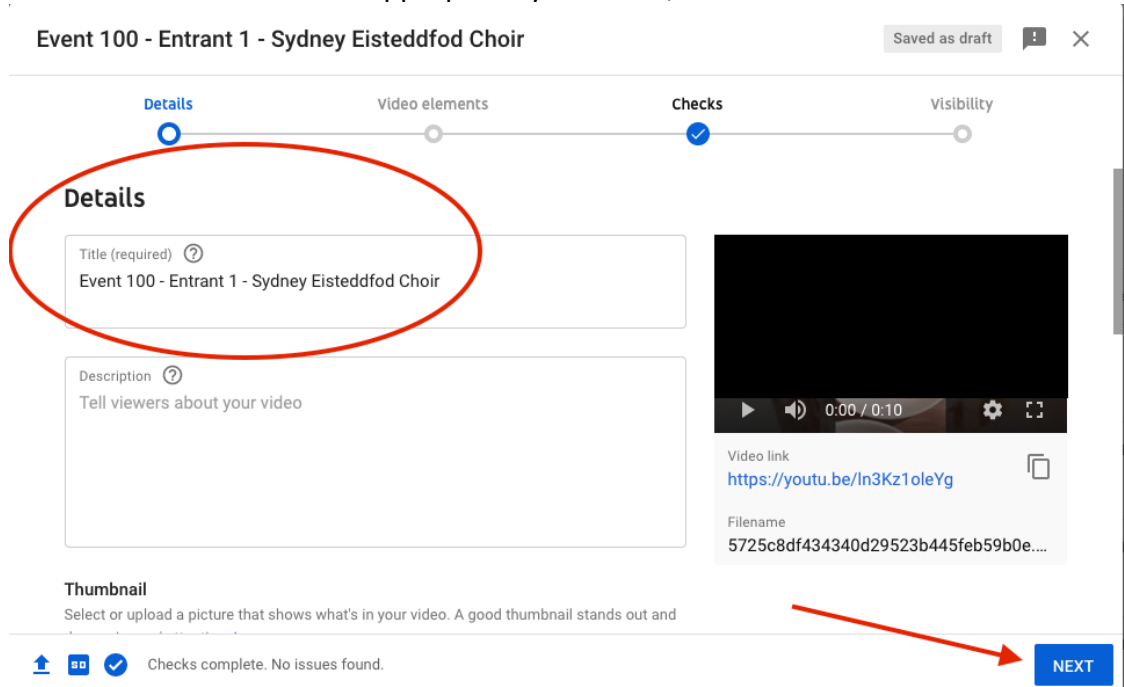 Event 100 - Entrant 1 - Sydney Eisteddfod Choir
Saved as draft
Details
Video elements
Checks
Visibility
Details
Title (required)
Event 100 - Entrant 1 - Sydney Eisteddfod Choir
Description
Tell viewers about your video
0:00 / 0:10
Video link
https://youtu.be/ln3Kz1oleYg
Filename
5725c8df434340d29523b445feb59b0e....
Thumbnail
Select or upload a picture that shows what's in your video. A good thumbnail stands out and
SD
Checks complete. No issues found.
NEXT